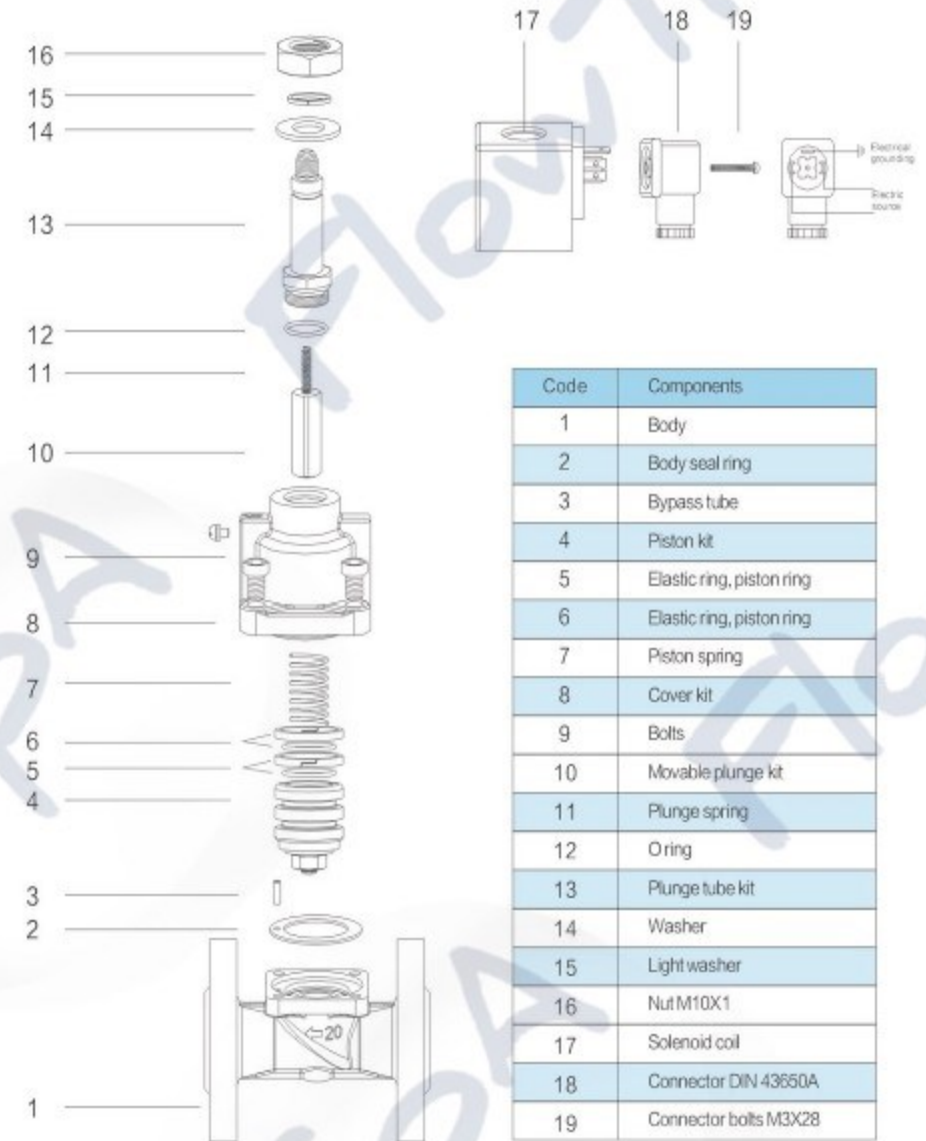 17 18 19
16
15
14
Electrical
grounding
Electric
source
13
12
11
10
9
8
7
6
5
4
3
2
⇦20
1
Code Components
1 Body
2 Body seal ring
3 Bypass tube
4 Piston kit
5 Elastic ring, piston ring
6 Elastic ring, piston ring
7 Piston spring
8 Cover kit
9 Bolts
10 Movable plunge kit
11 Plunge spring
12 O ring
13 Plunge tube kit
14 Washer
15 Light washer
16 Nut M10X1
17 Solenoid coil
18 Connector DIN 43650A
19 Connector bolts M3X28
Flow